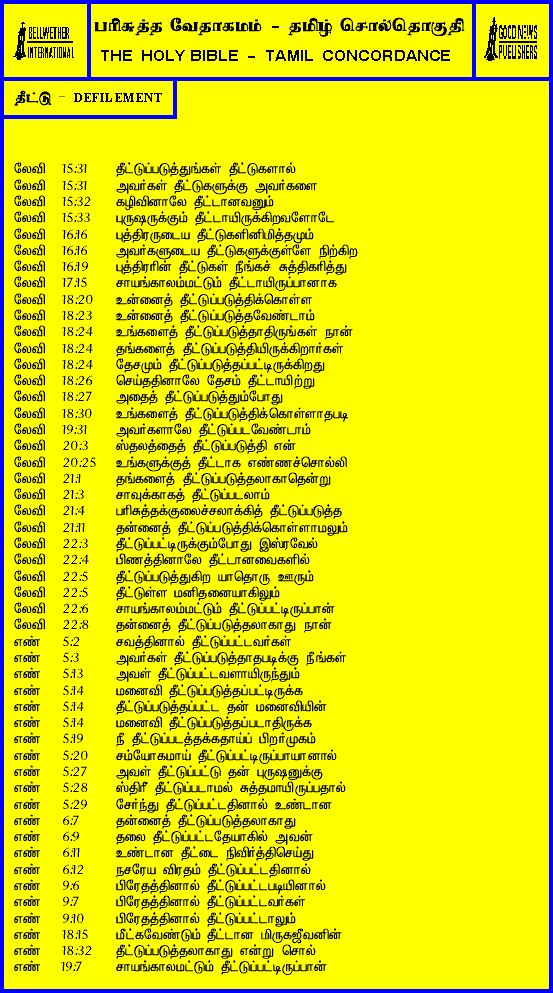 BELLWETHER
INTERNATIONAL
பரிசுத்த வேதாகமம் - தமிழ் சொல்தொகுதி
THE HOLY BIBLE - TAMIL CONCORDANCE
GOOD NEWS
PUBLISHERS
தீட்டு - DEFILEMENT
லேவி 15:31 தீட்டுப்படுத்துங்கள் தீட்டுகளால்
லேவி 15:31 அவர்கள் தீட்டுகளுக்கு அவர்களை
லேவி 15:32 கழிவினாலே தீட்டானவனும்
லேவி 15:33 புருஷருக்கும் தீட்டாயிருக்கிறவளோடே
லேவி 16:16 புத்திரருடைய தீட்டுகளினிமித்தமும்
லேவி 16:16 அவர்களுடைய தீட்டுகளுக்குள்ளே நிற்கிற
லேவி 16:19 புத்திரரின் தீட்டுகள் நீங்கச் சுத்திகரித்து
லேவி 17:15 சாயங்காலம்மட்டும் தீட்டாயிருப்பானாக
லேவி 18:20 உன்னைத் தீட்டுப்படுத்திக்கொள்ள
லேவி 18:23 உன்னைத் தீட்டுப்படுத்தவேண்டாம்
லேவி 18:24 உங்களைத் தீட்டுப்படுத்தாதிருங்கள் நான்
லேவி 18:24 தங்களைத் தீட்டுப்படுத்தியிருக்கிறார்கள்
லேவி 18:24 தேசமும் தீட்டுப்படுத்தப்பட்டிருக்கிறது
லேவி 18:26 செய்ததினாலே தேசம் தீட்டாயிற்று
லேவி 18:27 அதைத் தீட்டுப்படுத்தும்போது
லேவி 18:30 உங்களைத் தீட்டுப்படுத்திக்கொள்ளாதபடி
லேவி 19:31 அவர்களாலே தீட்டுப்படவேண்டாம்
லேவி 20:3 ஸ்தலத்தைத் தீட்டுப்படுத்தி என்
லேவி 20:25 உங்களுக்குத் தீட்டாக எண்ணச்சொல்லி
லேவி 21:1 தங்களைத் தீட்டுப்படுத்தலாகாதென்று
லேவி 21:3 சாவுக்காகத் தீட்டுப்படலாம்
லேவி 21:4 பரிசுத்தக்குலைச்சலாக்கித் தீட்டுப்படுத்த
லேவி 21:11 தன்னைத் தீட்டுப்படுத்திக்கொள்ளாமலும்
லேவி 22:3 தீட்டுப்பட்டிருக்கும்போது இஸ்ரவேல்
லேவி 22:4 பிணத்தினாலே தீட்டானவைகளில்
லேவி 22:5 தீட்டுப்படுத்துகிற யாதொரு ஊரும்
லேவி 22:5 தீட்டுள்ள மனிதனையாகிலும்
லேவி 22:6 சாயங்காலம்மட்டும் தீட்டுப்பட்டிருப்பான்
லேவி 22:8 தன்னைத் தீட்டுப்படுத்தலாகாது நான்
எண் 5:2 சவத்தினால் தீட்டுப்பட்டவர்கள்
எண் 5:3 அவர்கள் தீட்டுப்படுத்தாதபடிக்கு நீங்கள்
எண் 5:13 அவள் தீட்டுப்பட்டவளாயிருந்தும்
எண் 5:14 மனைவி தீட்டுப்படுத்தப்பட்டிருக்க
எண் 5:14 தீட்டுப்படுத்தப்பட்ட தன் மனைவியின்
எண் 5:14 மனைவி தீட்டுப்படுத்தப்படாதிருக்க
எண் 5:19 நீ தீட்டுப்படத்தக்கதாய்ப் பிறர்முகம்
எண் 5:20 சம்யோகமாய் தீட்டுப்பட்டிருப்பாயானால்
எண் 5:27 அவள் தீட்டுப்பட்டு தன் புருஷனுக்கு
எண் 5:28 ஸ்திரீ தீட்டுப்படாமல் சுத்தமாயிருப்பதால்
எண் 5:29 சேர்ந்து தீட்டுப்பட்டதினால் உண்டான
எண் 6:7 தன்னைத் தீட்டுப்படுத்தலாகாது
எண் 6:9 தலை தீட்டுப்பட்டதேயாகில் அவன்
எண் 6:11 உண்டான தீட்டை நிவிர்த்திசெய்து
எண் 6:12 நசரேய விரதம் தீட்டுப்பட்டதினால்
எண் 9:6 பிரேதத்தினால் தீட்டுப்பட்டபடியினால்
எண் 9:7 பிரேதத்தினால் தீட்டுப்பட்டவர்கள்
எண் 9:10 பிரேதத்தினால் தீட்டுப்பட்டாலும்
எண் 18:15 மீட்கவேண்டும் தீட்டான மிருகஜீவனின்
எண் 18:32 தீட்டுப்படுத்தலாகாது என்று சொல்
எண் 19:7 சாயங்காலமட்டும் தீட்டுப்பட்டிருப்பான்